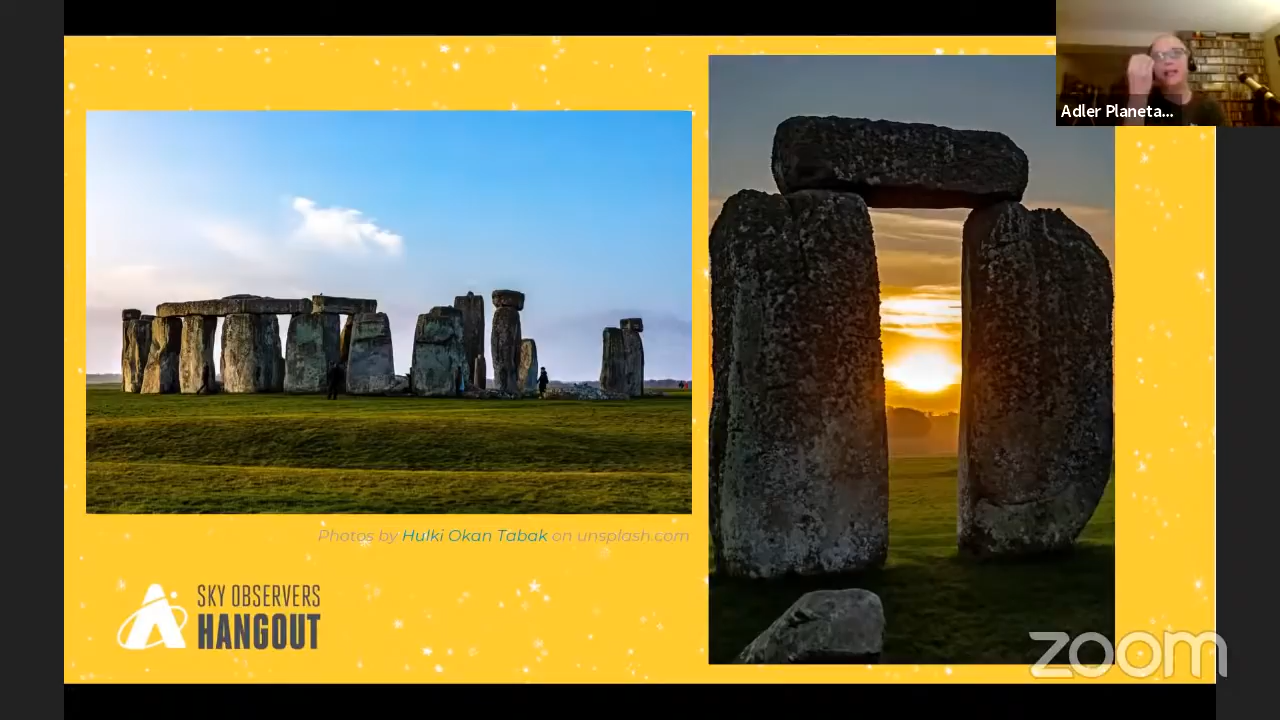 Adler Planeta...
Photos by Hulki Okan Tabak on unsplash.com
SKY OBSERVERS
HANGOUT
zoom